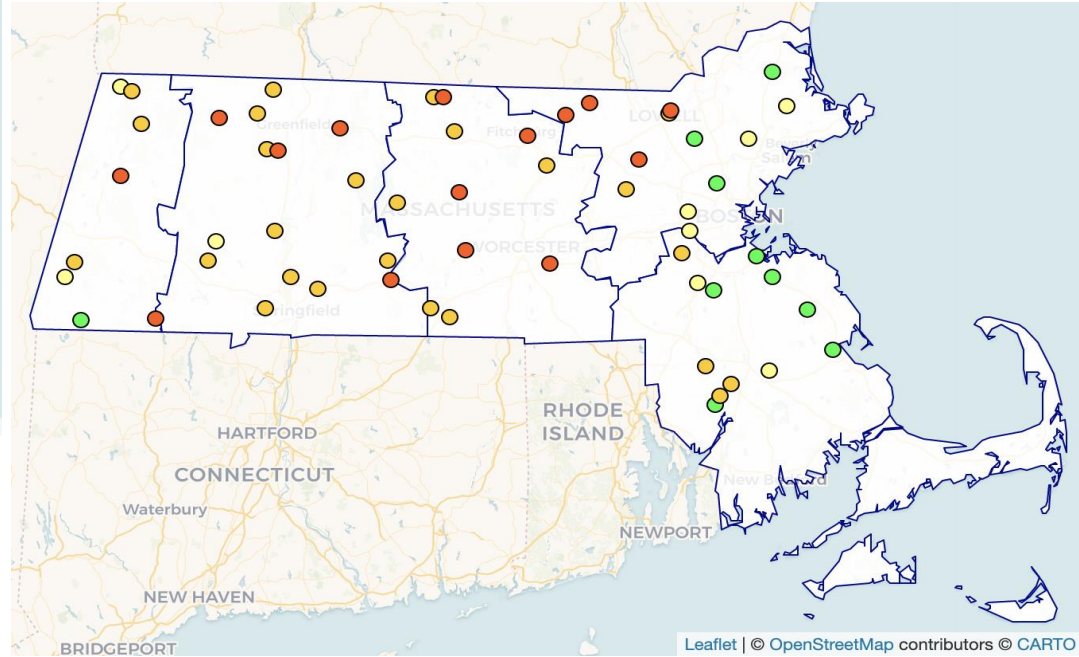 Greenfield
Fitchburg
LOWELL
Salem
MASSACHUSETTS
BOSTON
WORCESTER
ingfield
RHODE
ISLAND
HARTFORD
CONNECTICUT
New Bedford
Waterbury
NEWPORT
NEW HAVEN
BRIDGEPORT
Leaflet | © OpenStreetMap contributors © CARTO